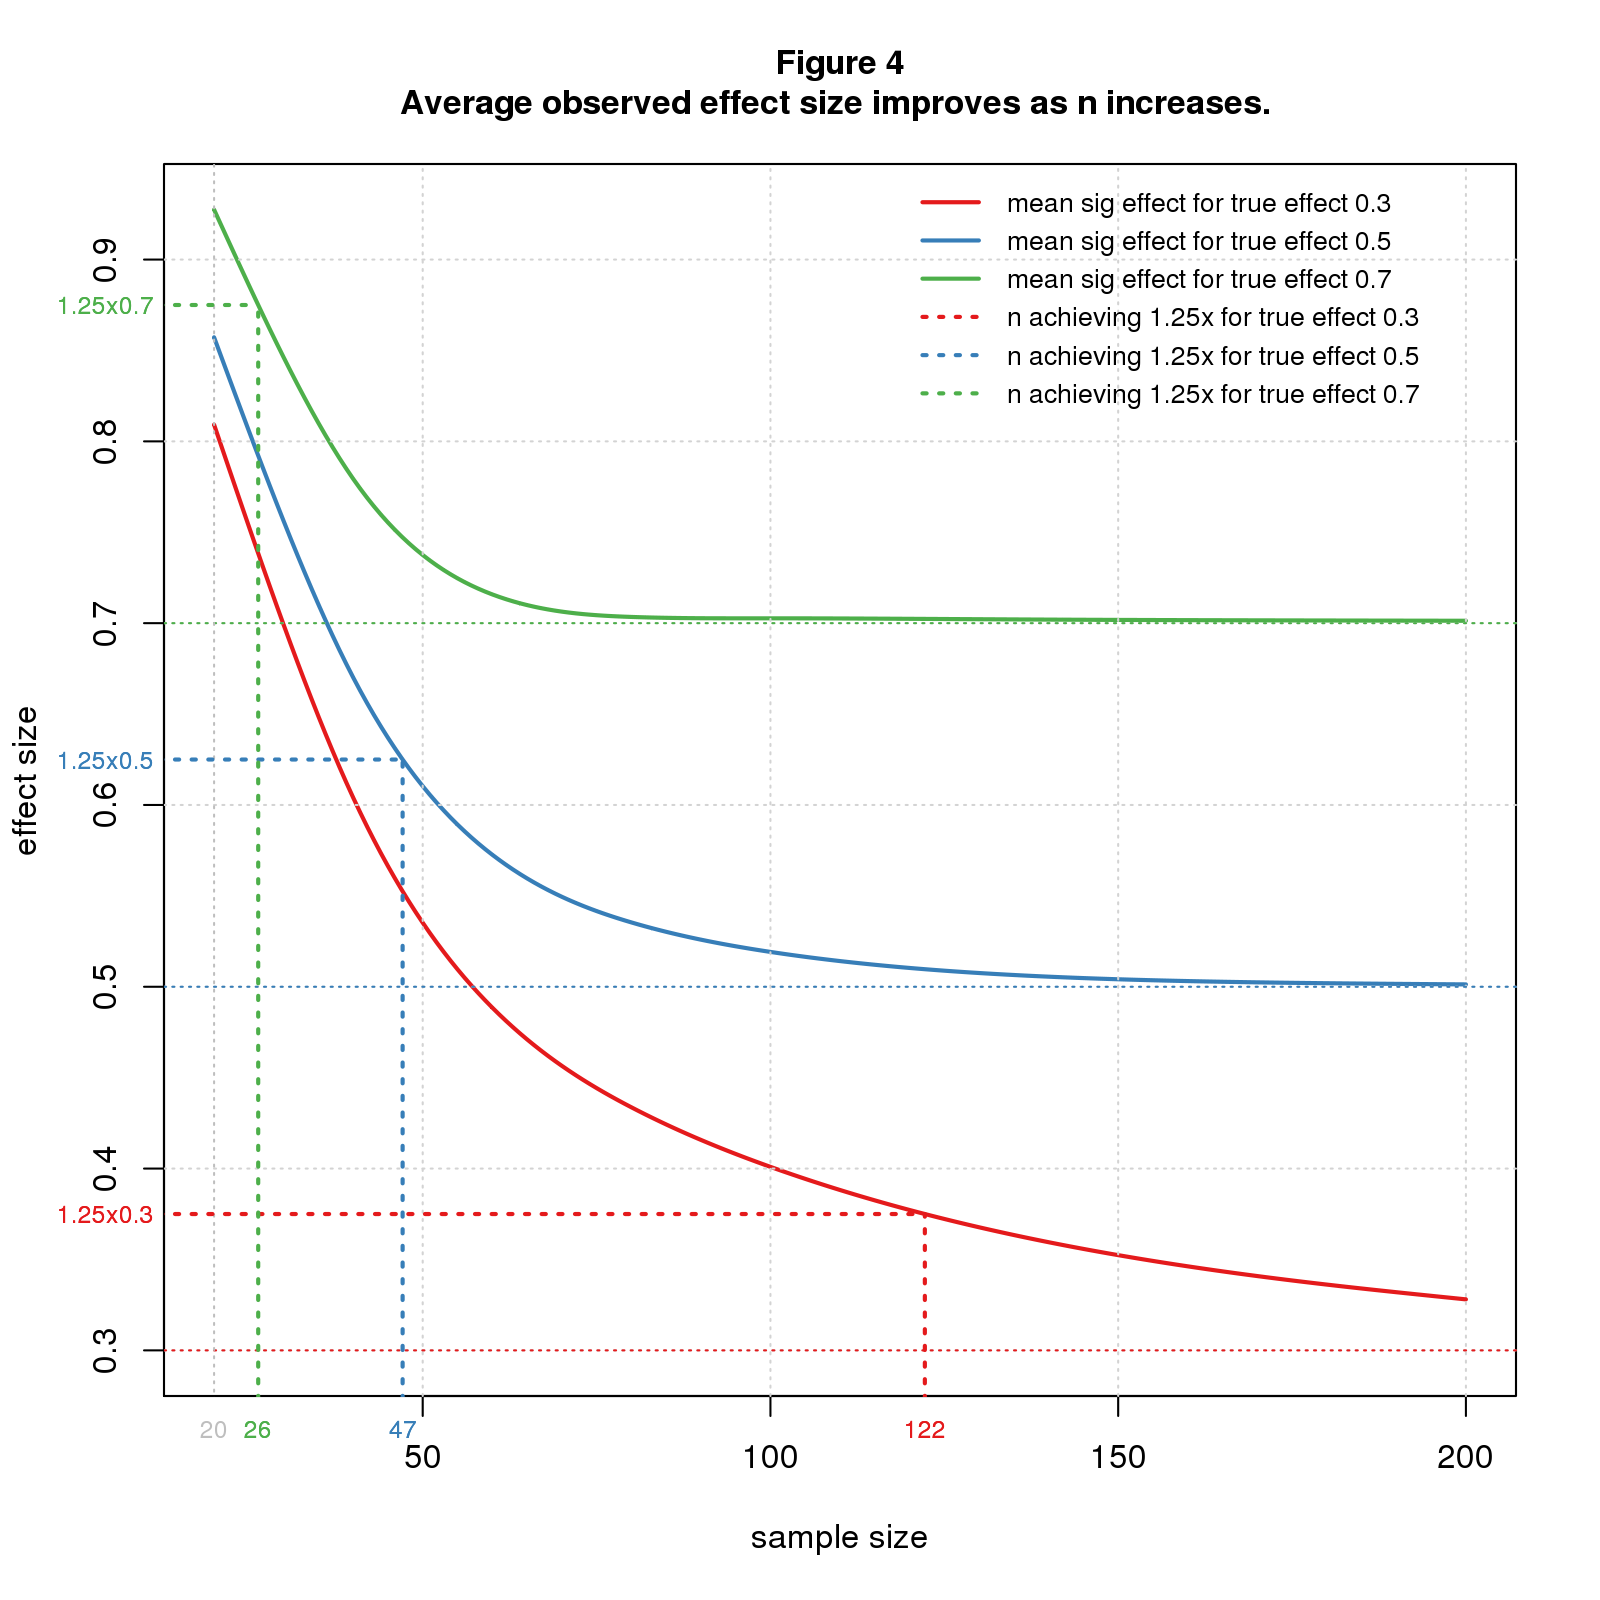 Figure 4
Average observed effect size improves as n increases.
mean sig effect for true effect 0.3
mean sig effect for true effect 0.5
mean sig effect for true effect 0.7
n achieving 1.25x for true effect 0.3
n achieving 1.25x for true effect 0.5
n achieving 1.25x for true effect 0.7
effect size
0.9
1.25x0.7
0.8
0.7
1.25x0.5
0.6
0.5
0.4
1.25x0.3
0.3
20 26 47 122
50 100 150 200
sample size